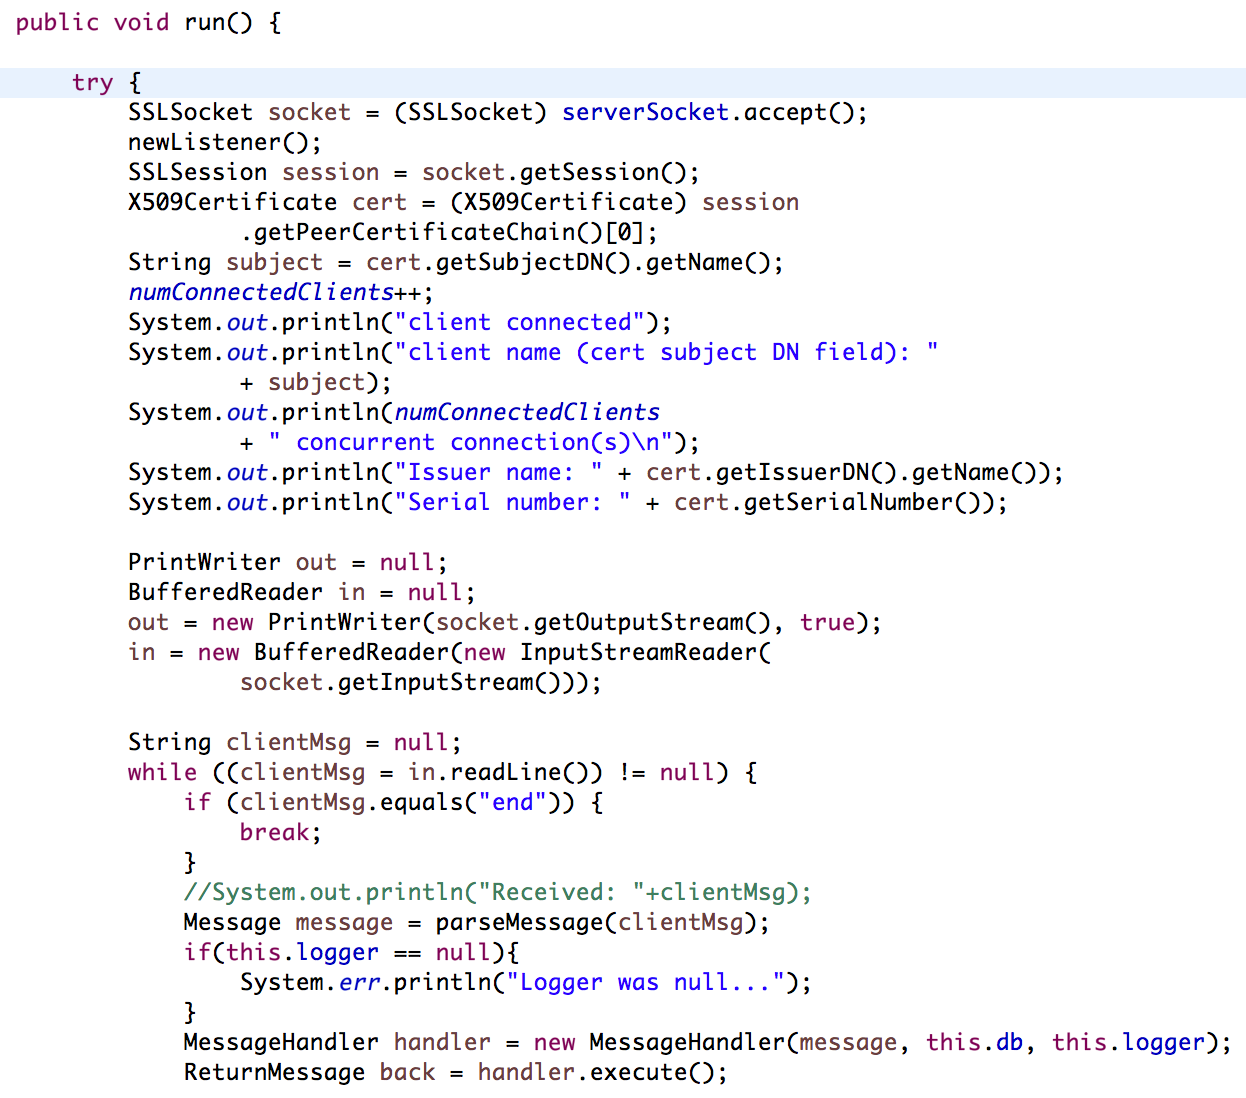 public void run() {
try {
SSLSocket socket = (SSLSocket) serverSocket.accept();
newListener();
SSLSession session = socket.getSession();
X509Certificate cert = (X509Certificate) session
.getPeerCertificateChain()[0];
String subject = cert.getSubjectDN().getName();
numConnectedClients++;
System.out.println("client connected");
System.out.println("client name (cert subject DN field): "
+ subject);
System.out.println(numConnectedClients
+ " concurrent connection(s)\n");
System.out.println("Issuer name: " + cert.getIssuerDN().getName());
System.out.println("Serial number: " + cert.getSerialNumber());
PrintWriter out = null;
BufferedReader in = null;
out = new PrintWriter(socket.getOutputStream(), true);
in = new BufferedReader(new InputStreamReader(
socket.getInputStream()));
String clientMsg = null;
while ((clientMsg = in.readLine()) != null) {
if (clientMsg.equals("end")) {
break;
}
//System.out.println("Received: "+clientMsg);
Message message = parseMessage(clientMsg);
if(this.logger == null){
System.err.println("Logger was null...");
}
MessageHandler handler = new MessageHandler(message, this.db, this.logger);
ReturnMessage back = handler.execute();